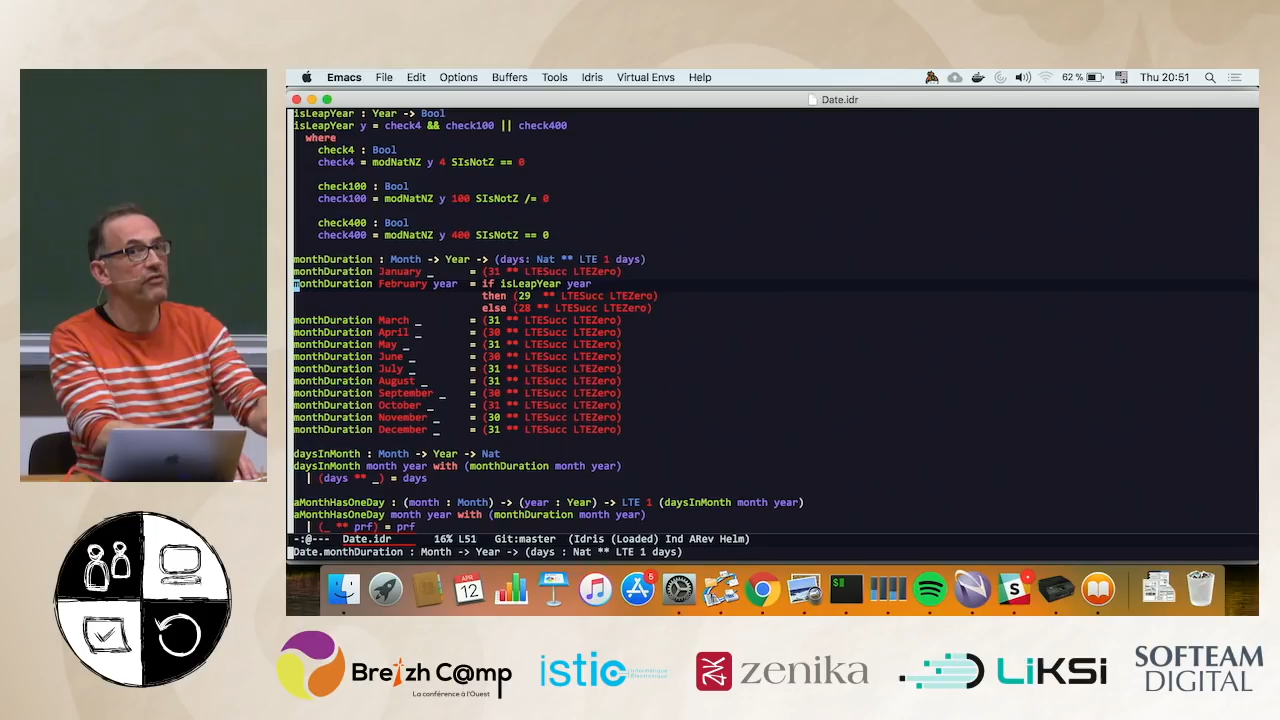 Emacs File Edit Options Buffers Tools Idris Virtual Envs Help 62 % Thu 20:51
Date.idr
isLeapYear : Year -> Bool
isLeapYear y = check4 && check100 || check400
where
check4 : Bool
check4 = modNatNZ y 4 SIsNotZ == 0
check100 : Bool
check100 = modNatNZ y 100 SIsNotZ /= 0
check400 : Bool
check400 = modNatNZ y 400 SIsNotZ == 0
monthDuration : Month -> Year -> (days: Nat ** LTE 1 days)
monthDuration January _ = (31 ** LTESucc LTEZero)
monthDuration February year = if isLeapYear year
then (29 ** LTESucc LTEZero)
else (28 ** LTESucc LTEZero)
monthDuration March _ = (31 ** LTESucc LTEZero)
monthDuration April _ = (30 ** LTESucc LTEZero)
monthDuration May _ = (31 ** LTESucc LTEZero)
monthDuration June _ = (30 ** LTESucc LTEZero)
monthDuration July _ = (31 ** LTESucc LTEZero)
monthDuration August _ = (31 ** LTESucc LTEZero)
monthDuration September _ = (30 ** LTESucc LTEZero)
monthDuration October _ = (31 ** LTESucc LTEZero)
monthDuration November _ = (30 ** LTESucc LTEZero)
monthDuration December _ = (31 ** LTESucc LTEZero)
daysInMonth : Month -> Year -> Nat
daysInMonth month year with (monthDuration month year)
| (days ** _) = days
aMonthHasOneDay : (month : Month) -> (year : Year) -> LTE 1 (daysInMonth month year)
aMonthHasOneDay month year with (monthDuration month year)
| (_ ** prf) = prf
-:@--- Date.idr 16% L51 Git:master (Idris (Loaded) Ind ARev Helm)
Date.monthDuration : Month -> Year -> (days : Nat ** LTE 1 days)
APR
12
5
Breizh C@mp
La conférence à l'Ouest
istic
zenika
LiKSi
SOFTEAM
DIGITAL